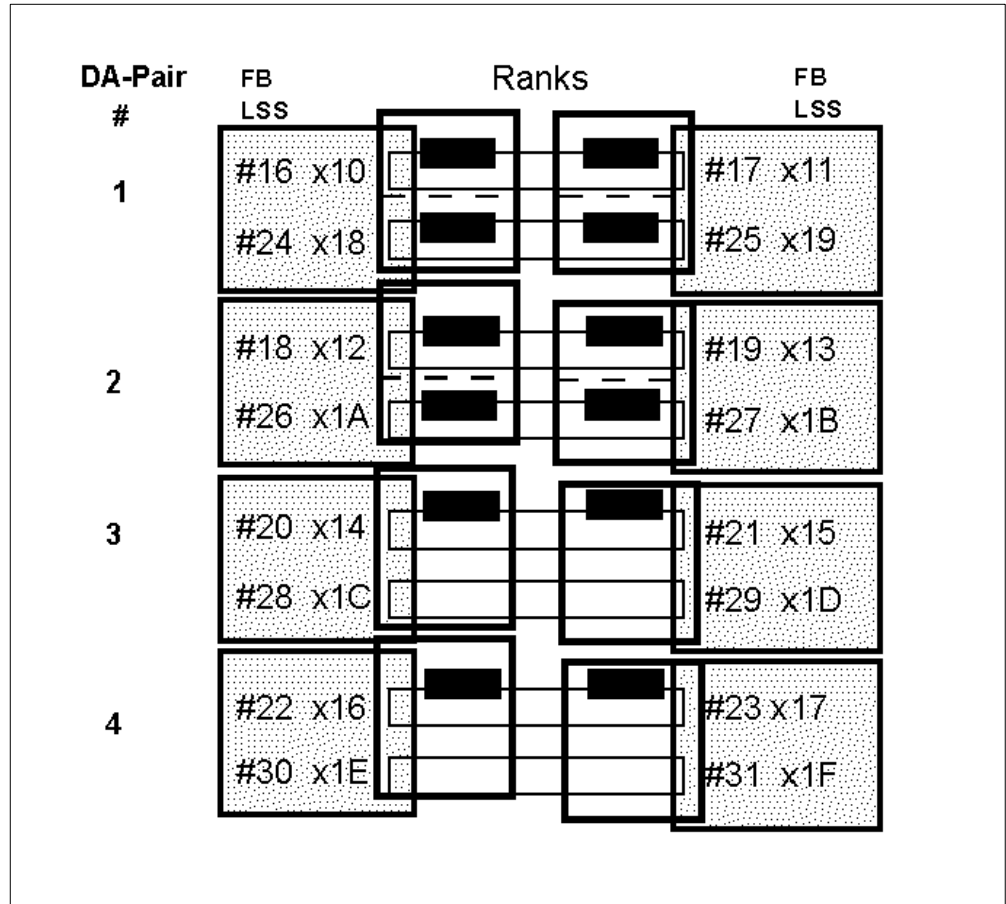 DA-Pair # FB LSS Ranks FB LSS
1 #16 x10 #17 x11
#24 x18 #25 x19
2 #18 x12 #19 x13
#26 x1A #27 x1B
3 #20 x14 #21 x15
#28 x1C #29 x1D
4 #22 x16 #23 x17
#30 x1E #31 x1F